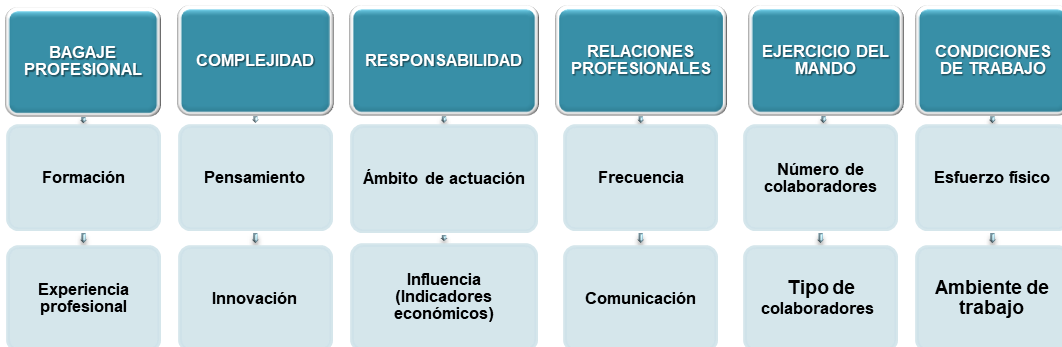 BAGAJE
PROFESIONAL
COMPLEJIDAD
RESPONSABILIDAD
RELACIONES
PROFESIONALES
EJERCICIO DEL
MANDO
CONDICIONES
DE TRABAJO
Formación
Pensamiento
Ámbito de actuación
Frecuencia
Número de
colaboradores
Esfuerzo físico
Experiencia
profesional
Innovación
Influencia
(Indicadores
económicos)
Comunicación
Tipo de
colaboradores
Ambiente de
trabajo